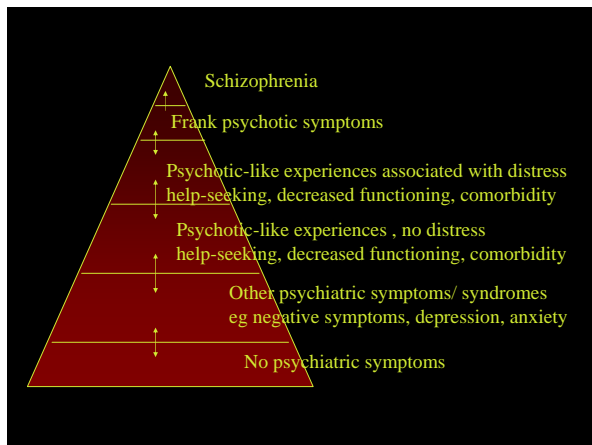 Schizophrenia
Frank psychotic symptoms
Psychotic-like experiences associated with distress
help-seeking, decreased functioning, comorbidity
Psychotic-like experiences , no distress
help-seeking, decreased functioning, comorbidity
Other psychiatric symptoms/ syndromes
eg negative symptoms, depression, anxiety
No psychiatric symptoms